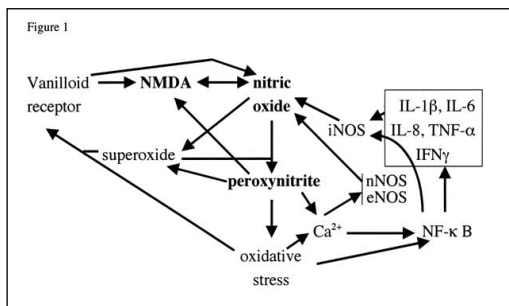 Figure 1
Vanilloid
receptor
NMDA
nitric
oxide
iNOS
IL-1β, IL-6
IL-8, TNF-α
IFNγ
superoxide
peroxynitrite
nNOS
eNOS
Ca²⁺
NF-κ B
oxidative
stress